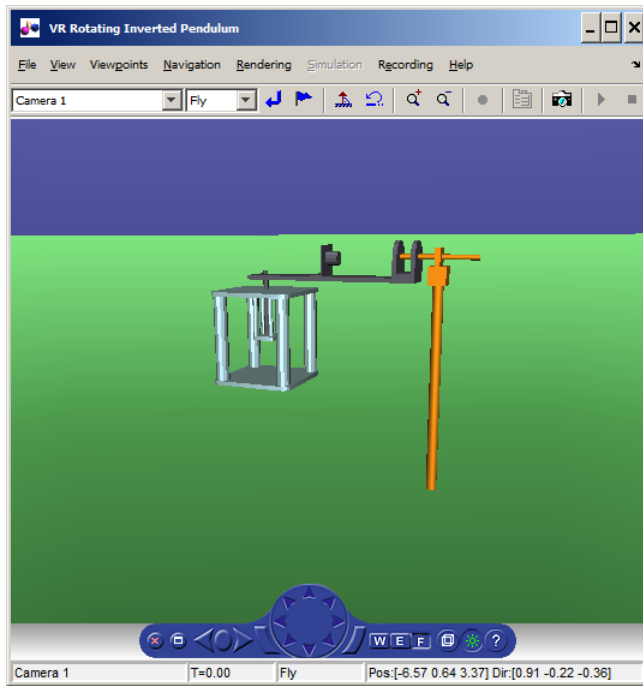 VR Rotating Inverted Pendulum
File View Viewpoints Navigation Rendering Simulation Recording Help
Camera 1 Fly
W E F ?
Camera 1 T=0.00 Fly Pos:[-6.57 0.64 3.37] Dir:[0.91 -0.22 -0.36]